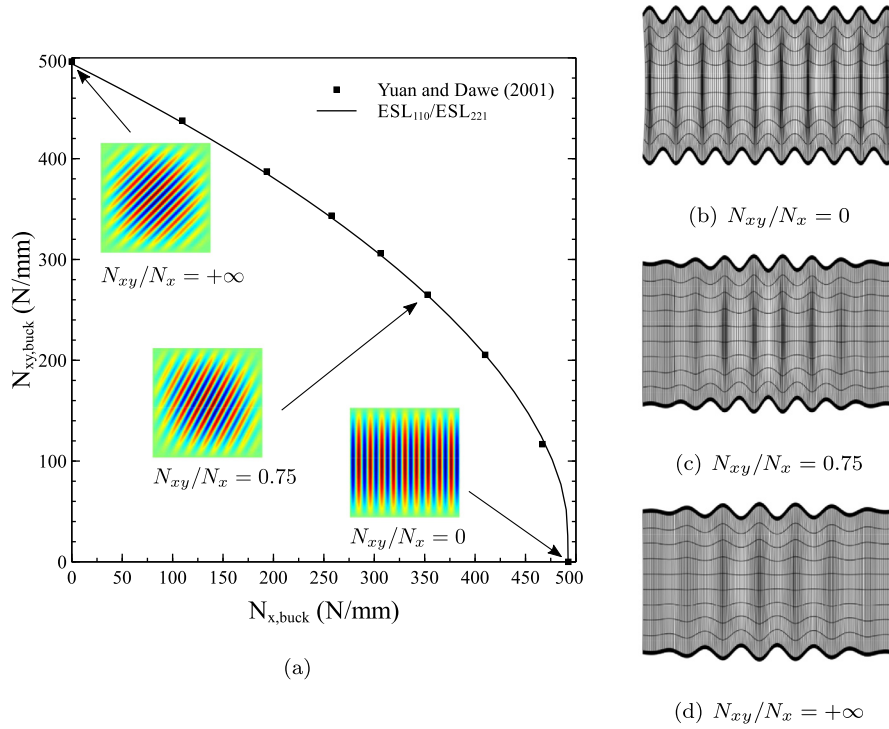 500
400
300
200
100
0
N_{xy,buck} (N/mm)
0 50 100 150 200 250 300 350 400 450 500
N_{x,buck} (N/mm)
Yuan and Dawe (2001)
ESL_{110}/ESL_{221}
N_{xy}/N_x = +∞
N_{xy}/N_x = 0.75
N_{xy}/N_x = 0
(a)
(b) N_{xy}/N_x = 0
(c) N_{xy}/N_x = 0.75
(d) N_{xy}/N_x = +∞